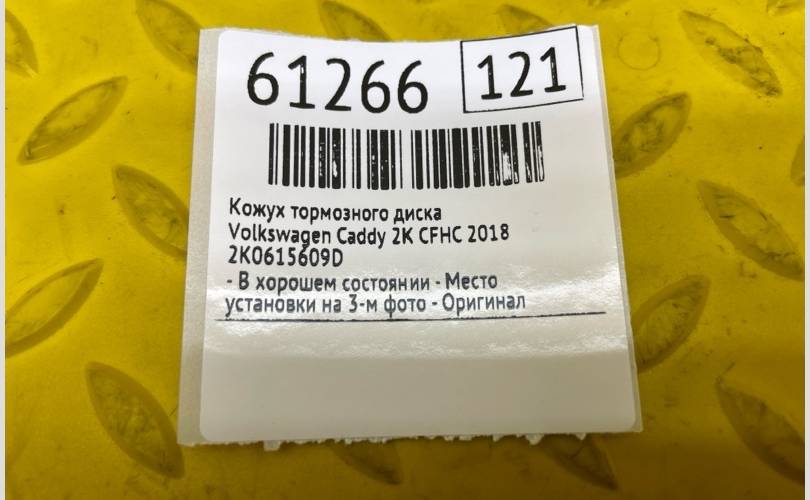 61266 121
Кожух тормозного диска
Volkswagen Caddy 2K CFHC 2018
2K0615609D
- В хорошем состоянии - Место
установки на 3-м фото - Оригинал